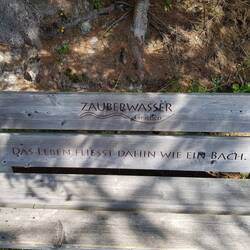 ZAUBERWASSER
DAS LEBEN FLIESST DAHIN WIE EIN BACH.